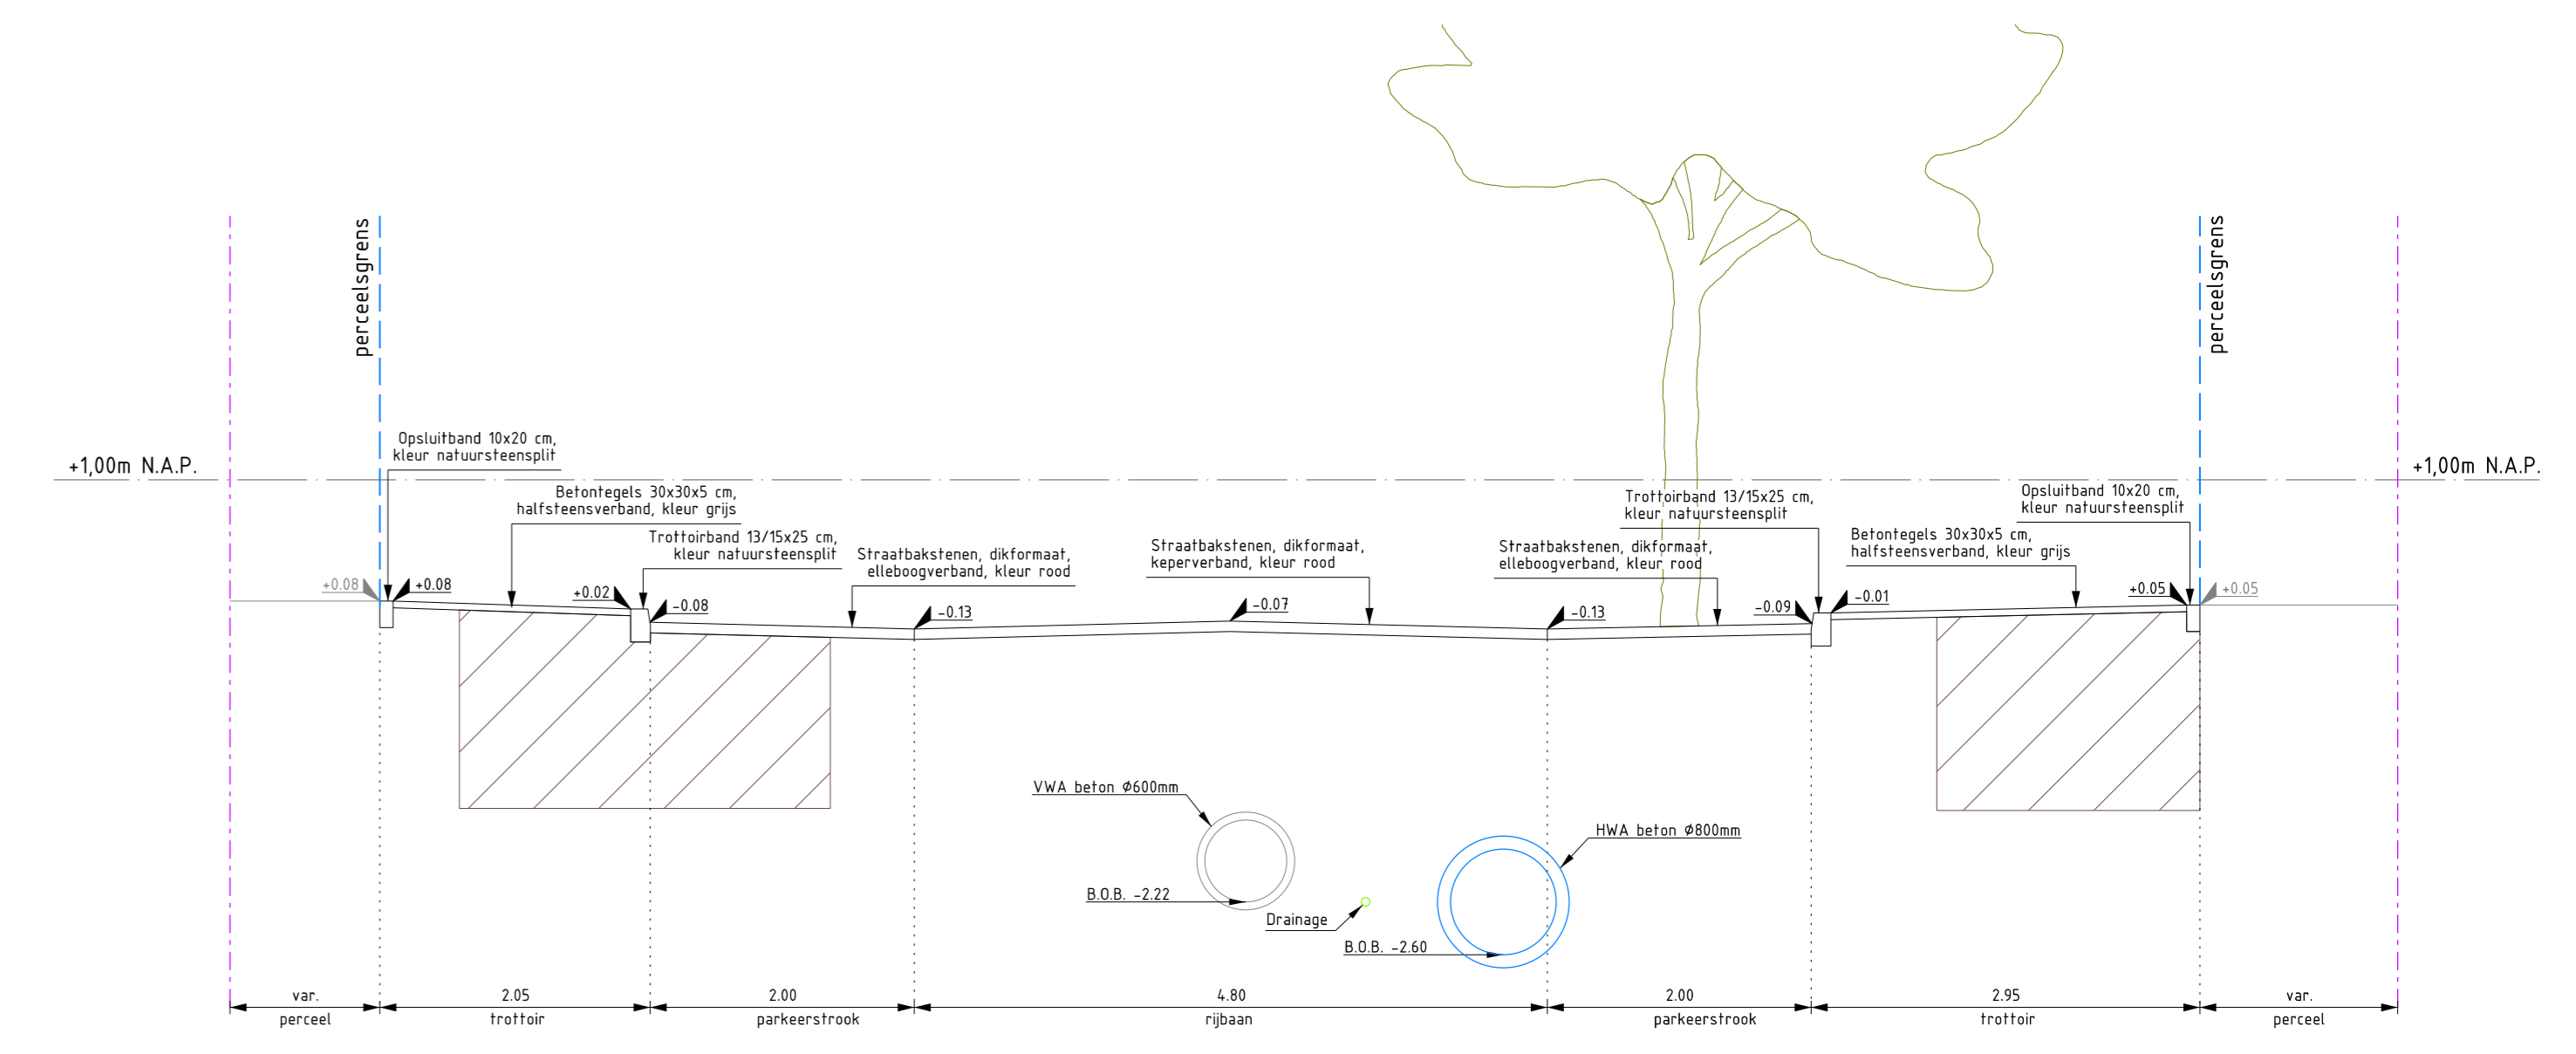 perceelsgrens
perceelsgrens
+1,00m N.A.P.
+1,00m N.A.P.
Opsluitband 10x20 cm,
kleur natuursteensplit
Betontegels 30x30x5 cm,
halfsteensverband, kleur grijs
Trottoirband 13/15x25 cm,
kleur natuursteensplit
Straatbakstenen, dikformaat,
elleboogverband, kleur rood
Straatbakstenen, dikformaat,
keperverband, kleur rood
Straatbakstenen, dikformaat,
elleboogverband, kleur rood
Trottoirband 13/15x25 cm,
kleur natuursteensplit
Betontegels 30x30x5 cm,
halfsteensverband, kleur grijs
Opsluitband 10x20 cm,
kleur natuursteensplit
+0.08
+0.08
+0.02
-0.08
-0.13
-0.07
-0.13
-0.09
-0.01
+0.05
+0.05
VWA beton Ø600mm
B.O.B. -2.22
Drainage
HWA beton Ø800mm
B.O.B. -2.60
var.
2.05
2.00
4.80
2.00
2.95
var.
perceel
trottoir
parkeerstrook
rijbaan
parkeerstrook
trottoir
perceel